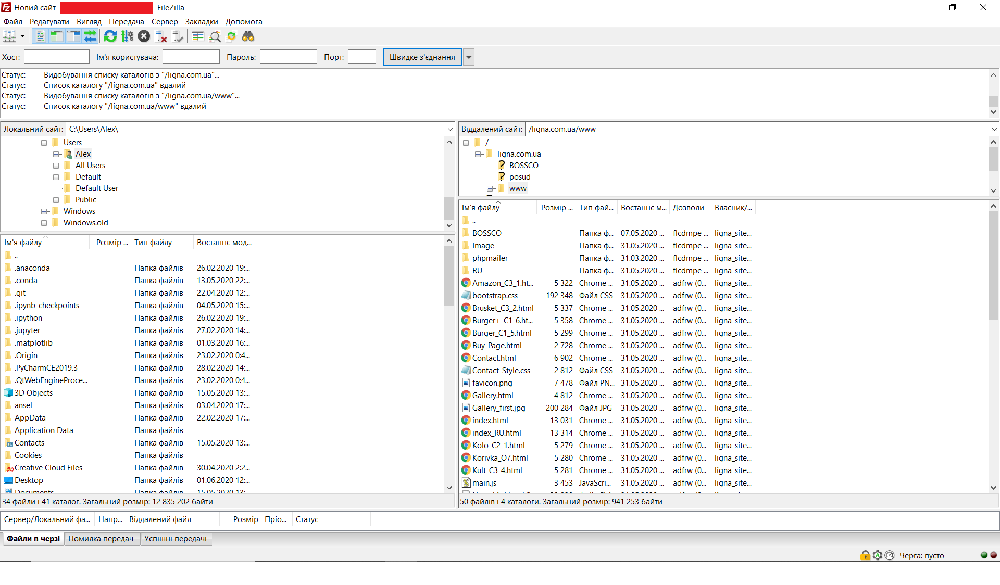 Новий сайт - - FileZilla
Файл Редагувати Вигляд Передача Сервер Закладки Допомога
Хост: Ім'я користувача: Пароль: Порт: Швидке з'єднання
Статус: Видобування списку каталогів з "/ligna.com.ua"...
Статус: Список каталогу "/ligna.com.ua" вдалий
Статус: Видобування списку каталогів з "/ligna.com.ua/www"...
Статус: Список каталогу "/ligna.com.ua/www" вдалий
Локальний сайт: C:\Users\Alex\
Users
Alex
All Users
Default
Default User
Public
Windows
Windows.old
Ім'я файлу Розмір ... Тип файлу Востаннє мод...
..
.anaconda Папка файлів 26.02.2020 19:...
.conda Папка файлів 13.05.2020 22:...
.git Папка файлів 22.04.2020 12:...
.ipynb_checkpoints Папка файлів 04.05.2020 15:...
.ipython Папка файлів 26.02.2020 19:...
.jupyter Папка файлів 27.02.2020 14:...
.matplotlib Папка файлів 01.03.2020 16:...
.Origin Папка файлів 23.02.2020 0:4...
.PyCharmCE2019.3 Папка файлів 28.02.2020 14:...
.QtWebEngineProce... Папка файлів 23.02.2020 0:4...
3D Objects Папка файлів 15.05.2020 13:...
ansel Папка файлів 03.04.2020 17:...
AppData Папка файлів 22.02.2020 17:...
Application Data Папка файлів
Contacts Папка файлів 15.05.2020 13:...
Cookies Папка файлів
Creative Cloud Files Папка файлів 30.04.2020 2:2...
Desktop Папка файлів 01.06.2020 12:...
Documents Папка файлів 15.05.2020 13:...
34 файли і 41 каталог. Загальний розмір: 12 835 202 байти
Віддалений сайт: /ligna.com.ua/www
/
ligna.com.ua
BOSSCO
posud
www
Ім'я файлу Розмір ... Тип фай... Востаннє м... Дозволи Власник/...
..
BOSSCO Папка ф... 07.05.2020 ... flcdmpe ... ligna_site...
Image Папка ф... 31.05.2020 ... flcdmpe ... ligna_site...
phpmailer Папка ф... 31.03.2020 ... flcdmpe ... ligna_site...
RU Папка ф... 31.05.2020 ... flcdmpe ... ligna_site...
Amazon_C3_1.ht... 5 322 Chrome ... 31.05.2020 ... adfrw (0... ligna_site...
bootstrap.css 192 348 Файл CSS 31.05.2020 ... adfrw (0... ligna_site...
Brusket_C3_2.html 5 337 Chrome ... 31.05.2020 ... adfrw (0... ligna_site...
Burger+_C1_6.ht... 5 358 Chrome ... 31.05.2020 ... adfrw (0... ligna_site...
Burger_C1_5.html 5 299 Chrome ... 31.05.2020 ... adfrw (0... ligna_site...
Buy_Page.html 2 728 Chrome ... 31.05.2020 ... adfrw (0... ligna_site...
Contact.html 6 902 Chrome ... 31.05.2020 ... adfrw (0... ligna_site...
Contact_Style.css 2 812 Файл CSS 31.05.2020 ... adfrw (0... ligna_site...
favicon.png 7 478 Файл PN... 31.05.2020 ... adfrw (0... ligna_site...
Gallery.html 4 812 Chrome ... 31.05.2020 ... adfrw (0... ligna_site...
Gallery_first.jpg 200 284 Файл JPG 31.05.2020 ... adfrw (0... ligna_site...
index.html 13 031 Chrome ... 31.05.2020 ... adfrw (0... ligna_site...
index_RU.html 13 314 Chrome ... 31.05.2020 ... adfrw (0... ligna_site...
Kolo_C2_1.html 5 279 Chrome ... 31.05.2020 ... adfrw (0... ligna_site...
Korivka_O7.html 5 280 Chrome ... 31.05.2020 ... adfrw (0... ligna_site...
Kult_C3_4.html 5 281 Chrome ... 31.05.2020 ... adfrw (0... ligna_site...
main.js 3 453 JavaScri... 31.05.2020 ... adfrw (0... ligna_site...
50 файлів і 4 каталоги. Загальний розмір: 941 253 байти
Сервер/Локальний фа... Напр... Віддалений файл Розмір Пріо... Статус
Файли в черзі Помилка передач Успішні передачі
Черга: пусто